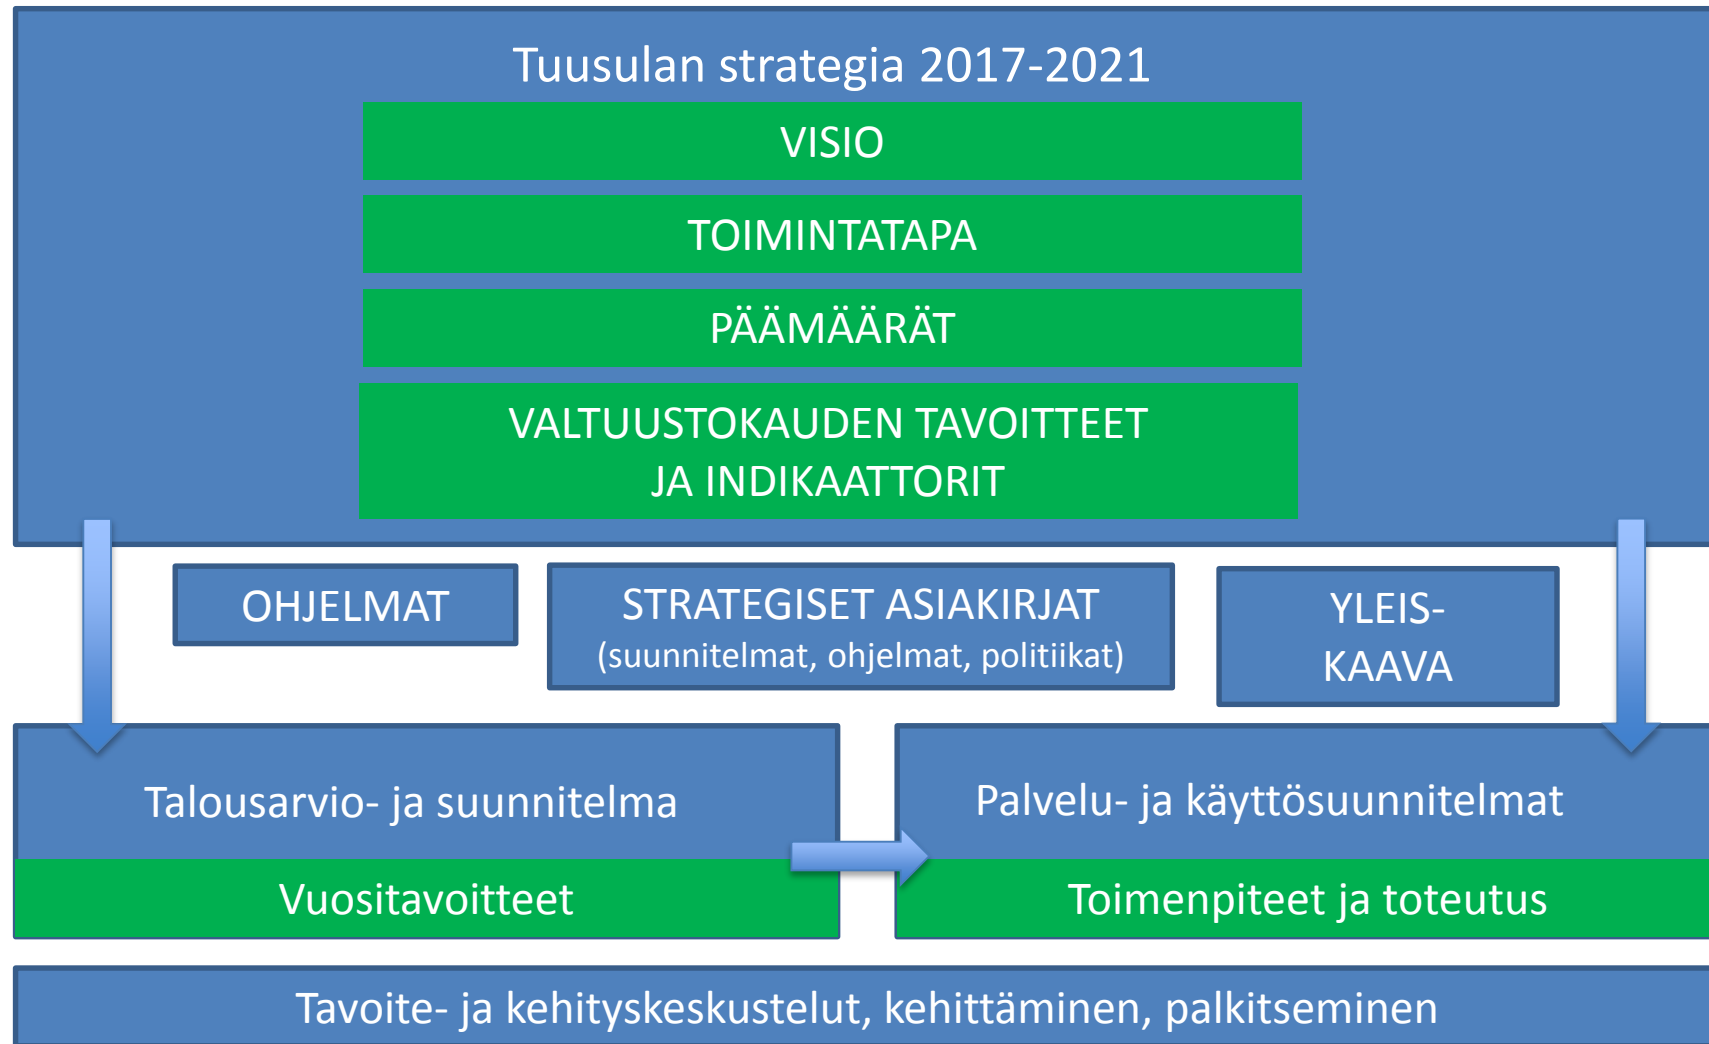 Tuusulan strategia 2017-2021
VISIO
TOIMINTATAPA
PÄÄMÄÄRÄT
VALTUUSTOKAUDEN TAVOITTEET
JA INDIKAATTORIT
OHJELMAT
STRATEGISET ASIAKIRJAT
(suunnitelmat, ohjelmat, politiikat)
YLEIS-
KAAVA
Talousarvio- ja suunnitelma
Vuositavoitteet
Palvelu- ja käyttösuunnitelmat
Toimenpiteet ja toteutus
Tavoite- ja kehityskeskustelut, kehittäminen, palkitseminen